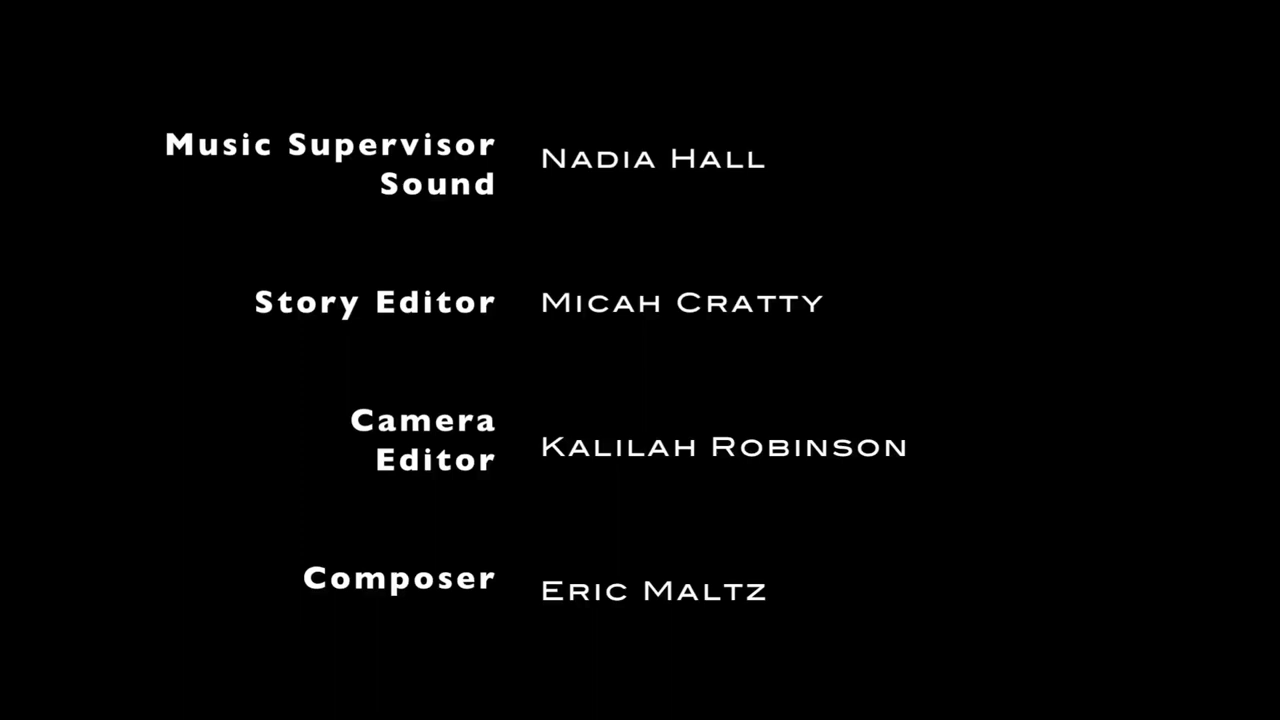 Music Supervisor
Sound
NADIA HALL
Story Editor
MICAH CRATTY
Camera
Editor
KALILAH ROBINSON
Composer
ERIC MALTZ